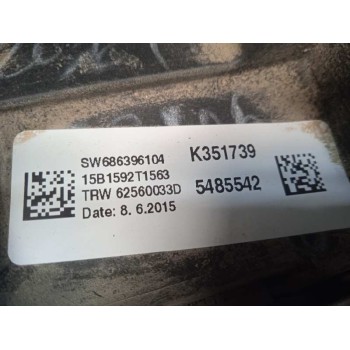 SW686396104 K351739
15B1592T1563
TRW 62560033D 5485542
Date: 8. 6.2015